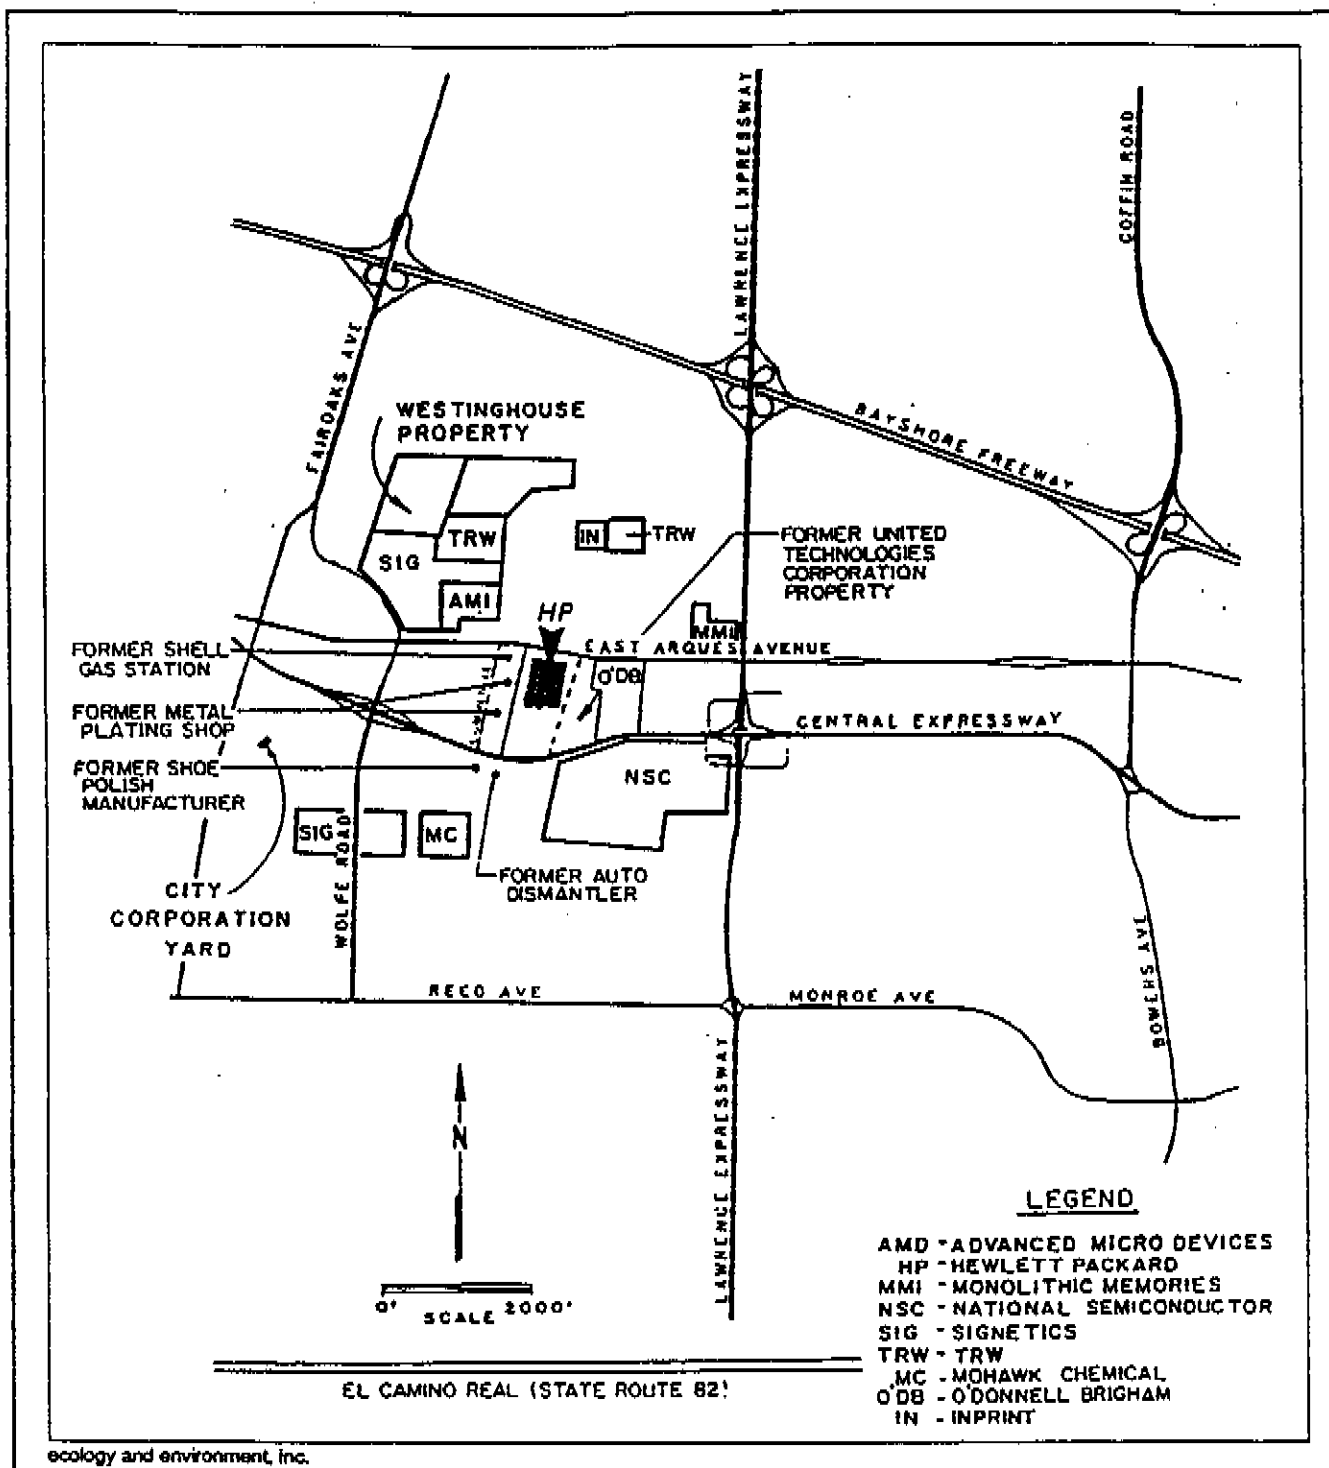 LAWRENCE EXPRESSWAY
COFFIN ROAD
FAIROAKS AVE
BAYSHORE FREEWAY
WESTINGHOUSE
PROPERTY
TRW
SIG
AMI
IN
TRW
FORMER UNITED
TECHNOLOGIES
CORPORATION
PROPERTY
HP
MMI
EAST ARQUES AVENUE
O'DB
FORMER SHELL
GAS STATION
FORMER METAL
PLATING SHOP
CENTRAL EXPRESSWAY
FORMER SHOE
POLISH
MANUFACTURER
NSC
SIG
MC
WOLFE ROAD
FORMER AUTO
DISMANTLER
CITY
CORPORATION
YARD
REED AVE
MONROE AVE
BOWERS AVE
LAWRENCE EXPRESSWAY
N
0' 2000'
SCALE
LEGEND
AMD - ADVANCED MICRO DEVICES
HP - HEWLETT PACKARD
MMI - MONOLITHIC MEMORIES
NSC - NATIONAL SEMICONDUCTOR
SIG - SIGNETICS
TRW - TRW
MC - MOHAWK CHEMICAL
O'DB - O'DONNELL BRIGHAM
IN - INPRINT
EL CAMINO REAL (STATE ROUTE 82)
ecology and environment, inc.